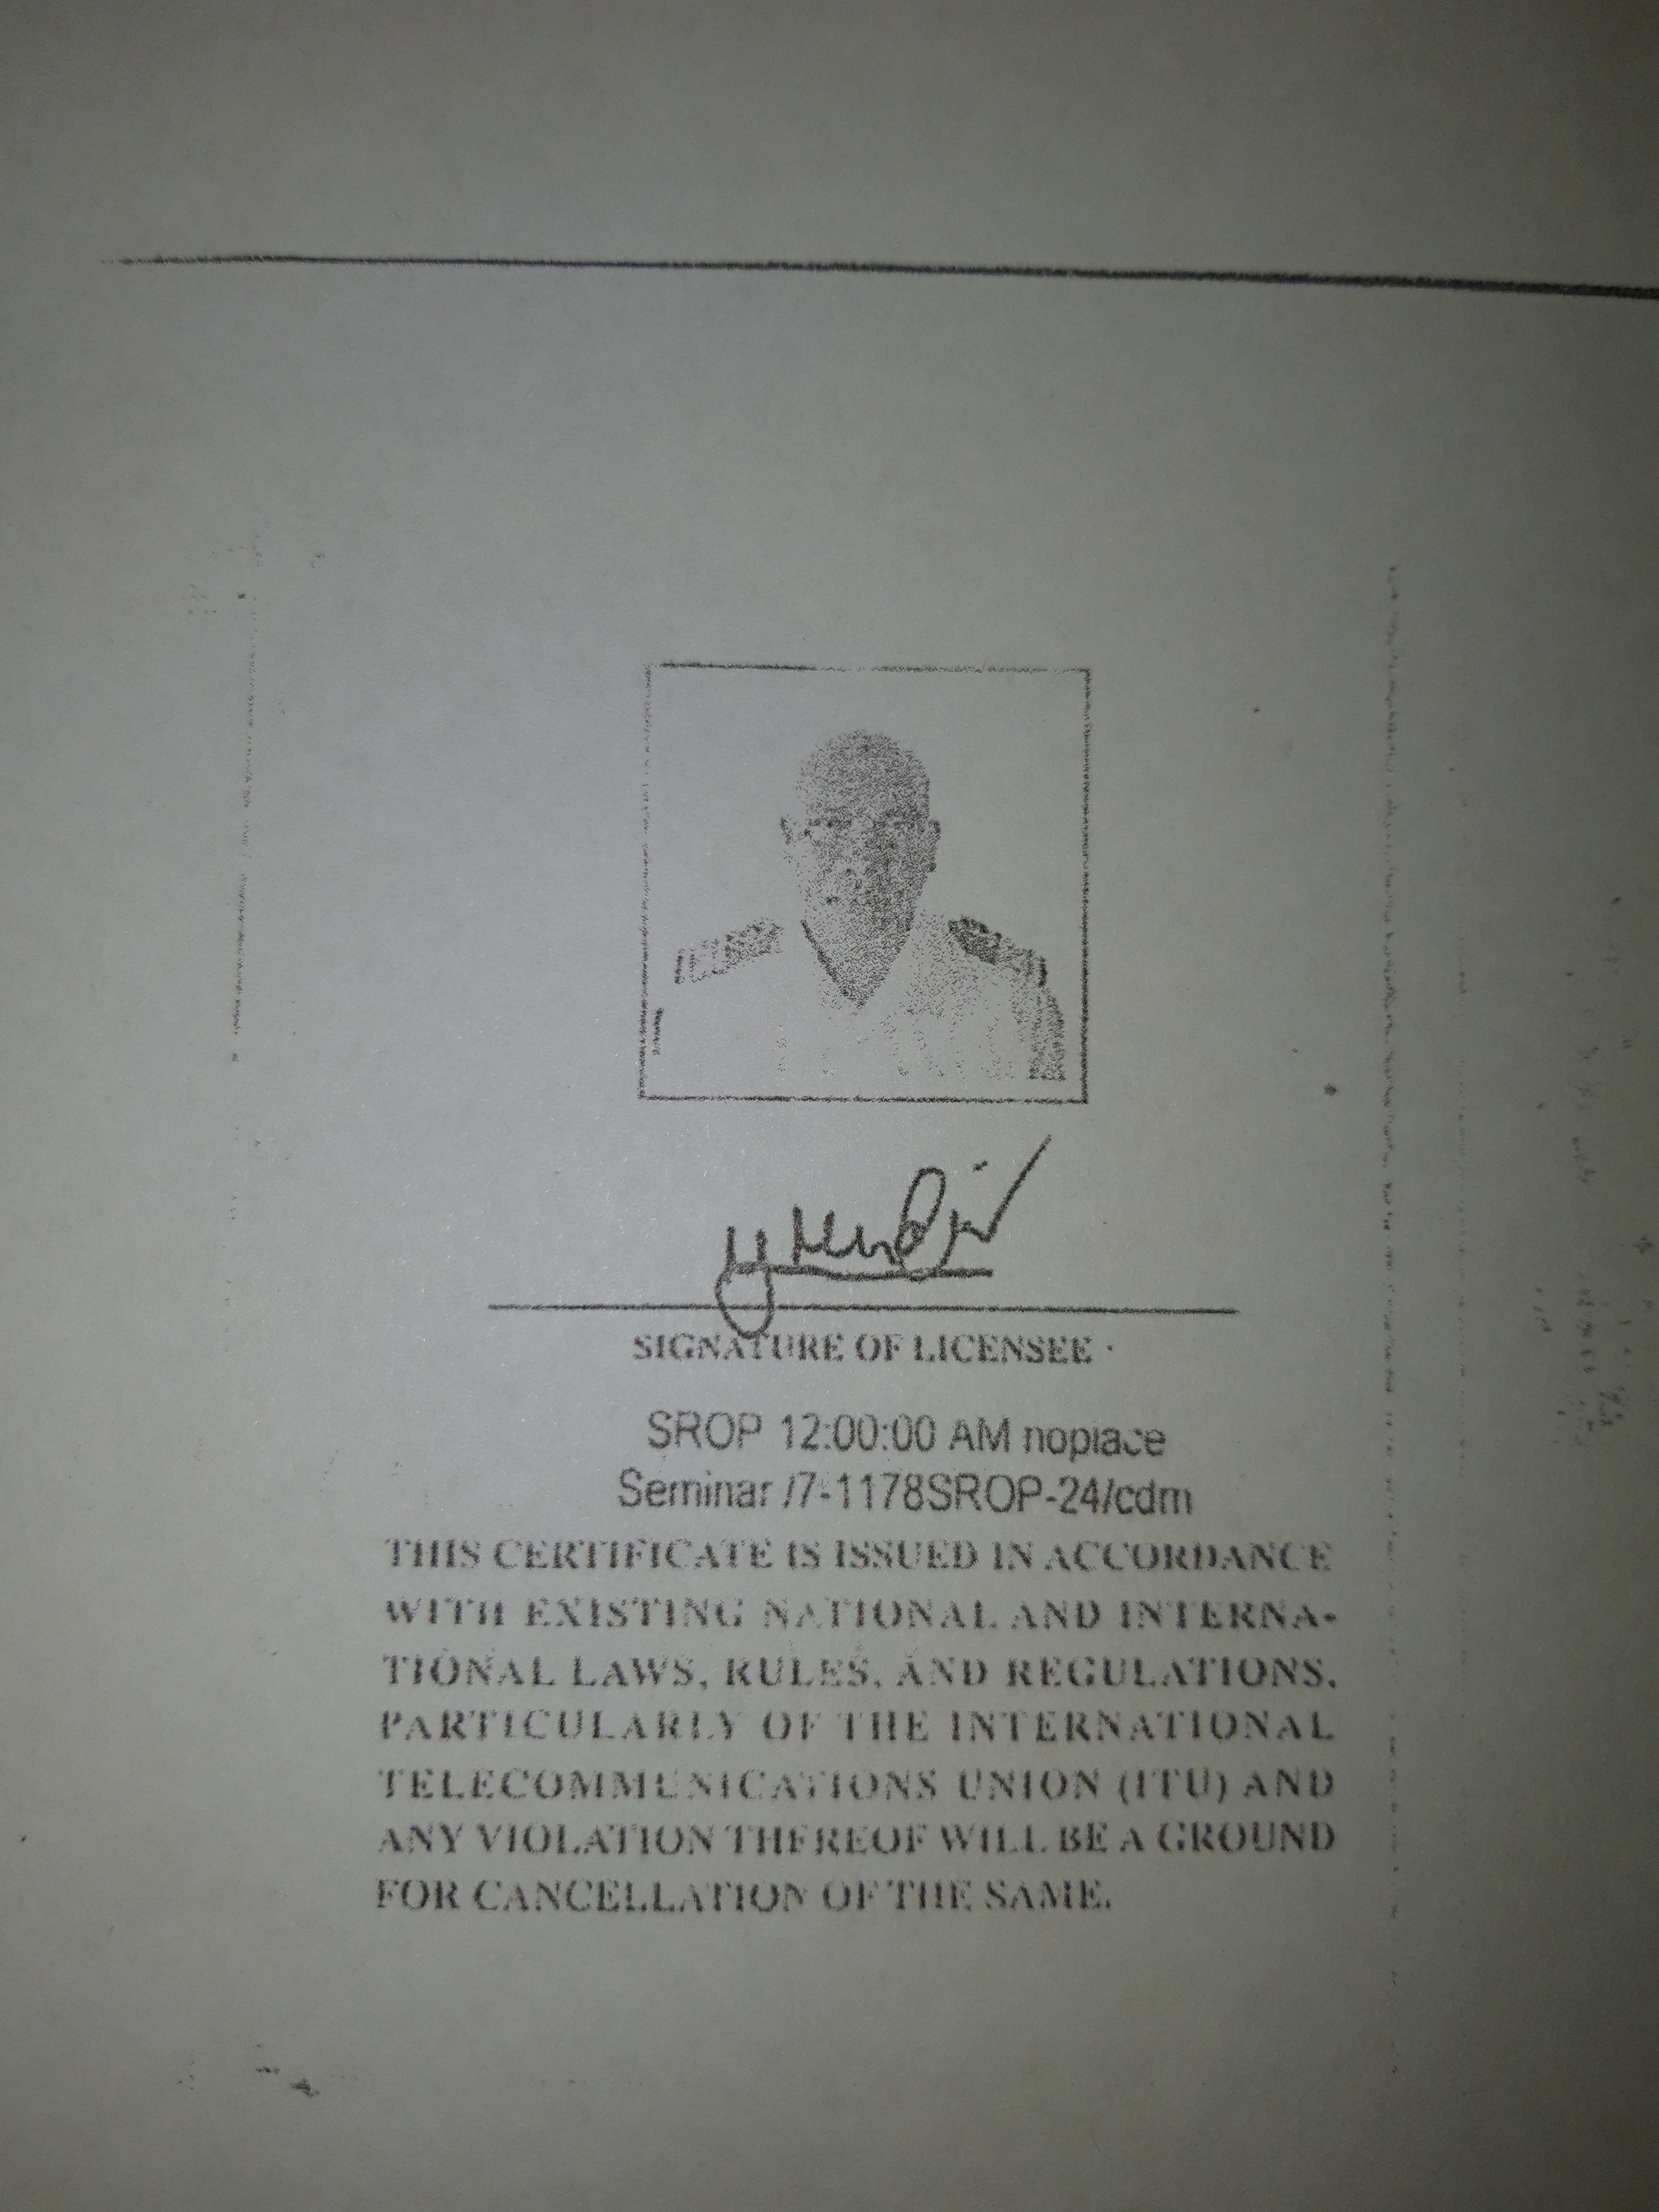 SIGNATURE OF LICENSEE
SROP 12:00:00 AM noplace
Seminar /7-1178SROP-24/cdm
THIS CERTIFICATE IS ISSUED IN ACCORDANCE
WITH EXISTING NATIONAL AND INTERNA-
TIONAL LAWS, RULES, AND REGULATIONS,
PARTICULARLY OF THE INTERNATIONAL
TELECOMMUNICATIONS UNION (ITU) AND
ANY VIOLATION THEREOF WILL BE A GROUND
FOR CANCELLATION OF THE SAME.